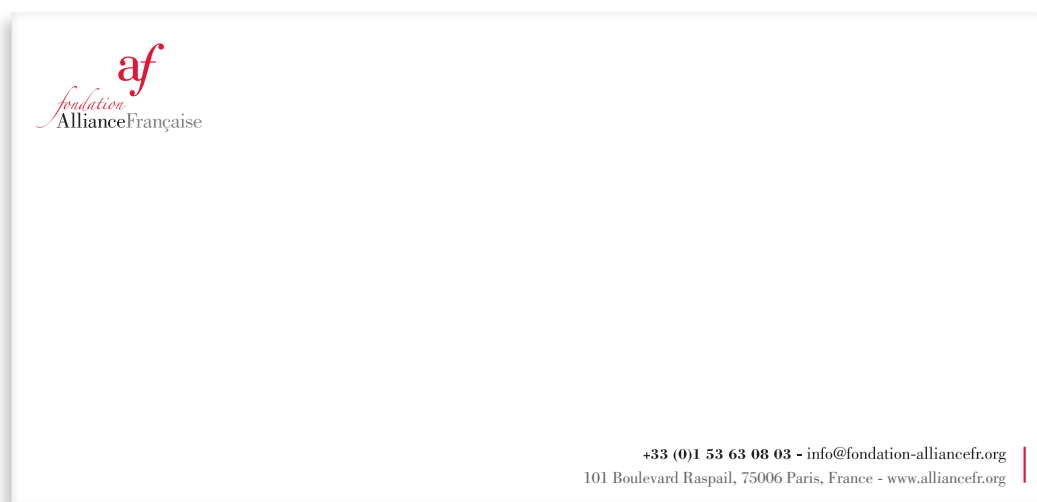 af
fondation
AllianceFrançaise
+33 (0)1 53 63 08 03 - info@fondation-alliancefr.org
101 Boulevard Raspail, 75006 Paris, France - www.alliancefr.org